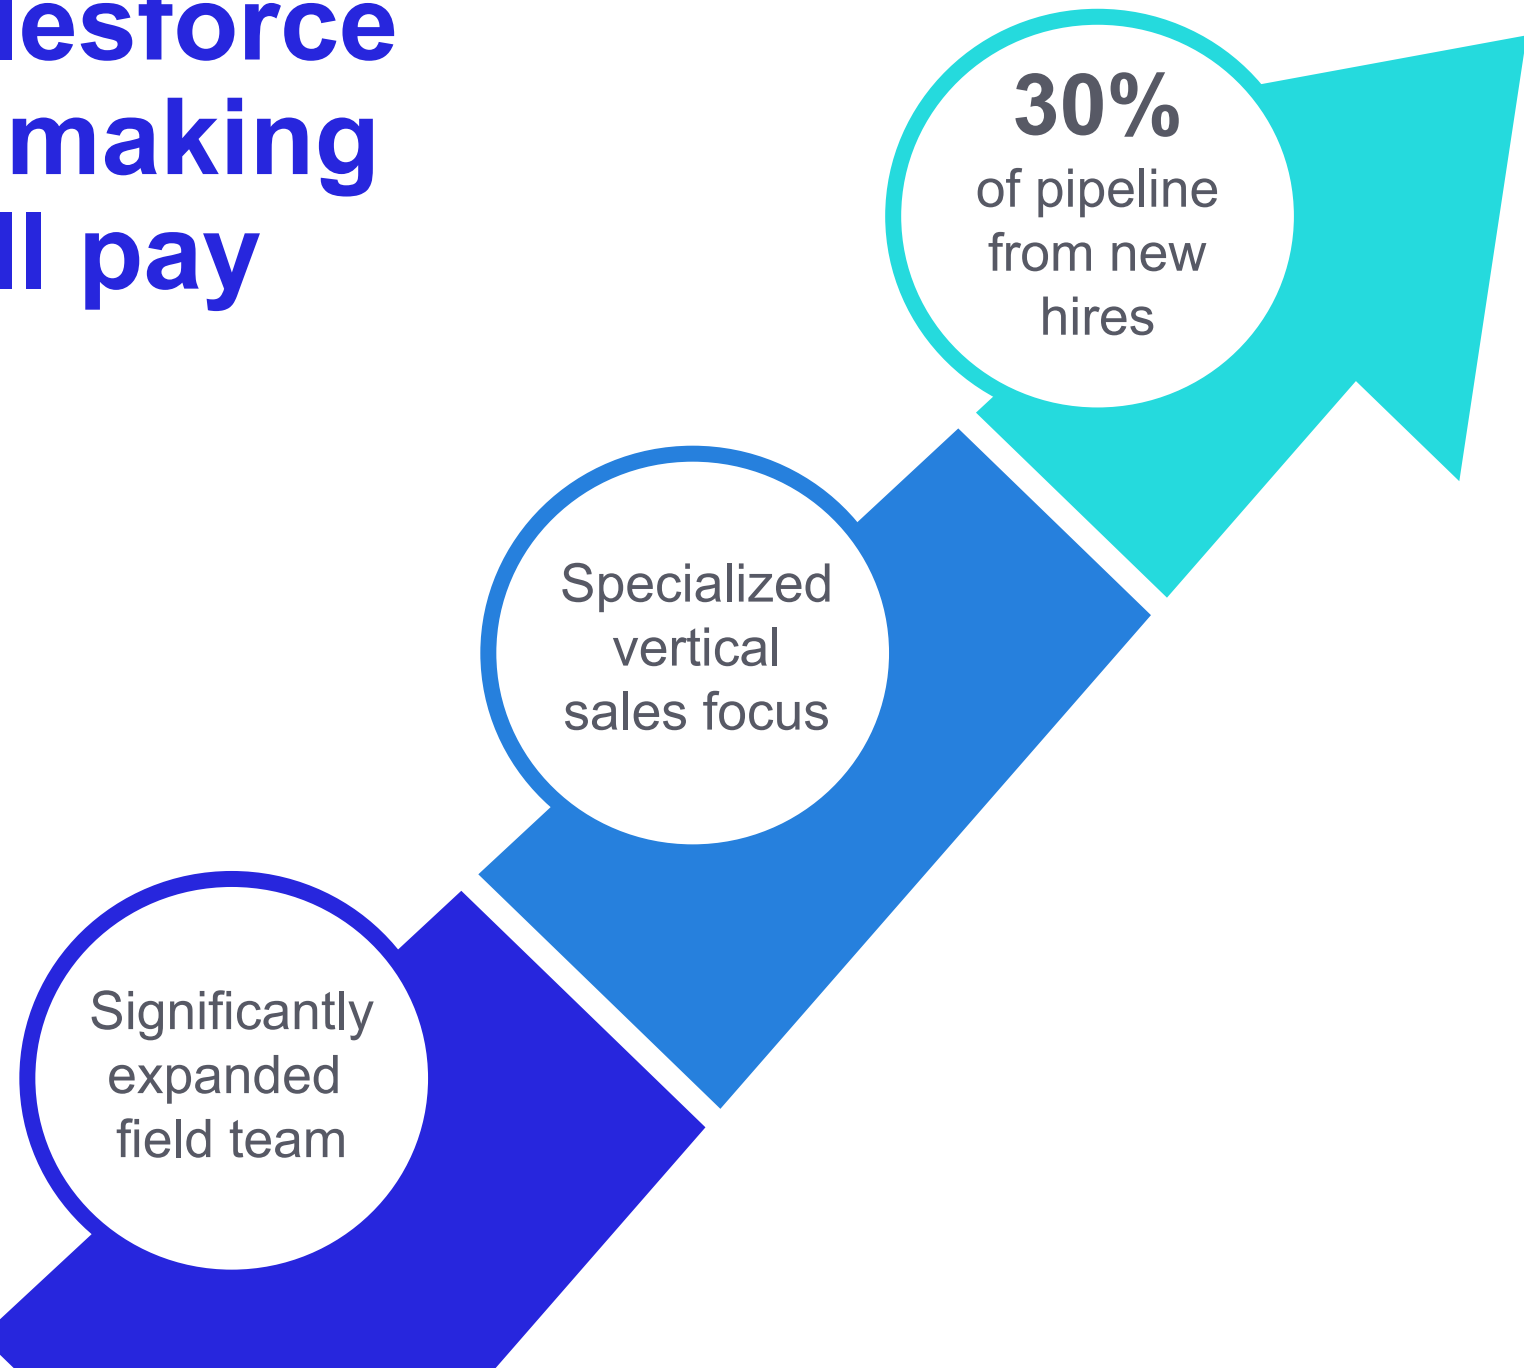 lesforce
making
ll pay
30%
of pipeline
from new
hires
Specialized
vertical
sales focus
Significantly
expanded
field team